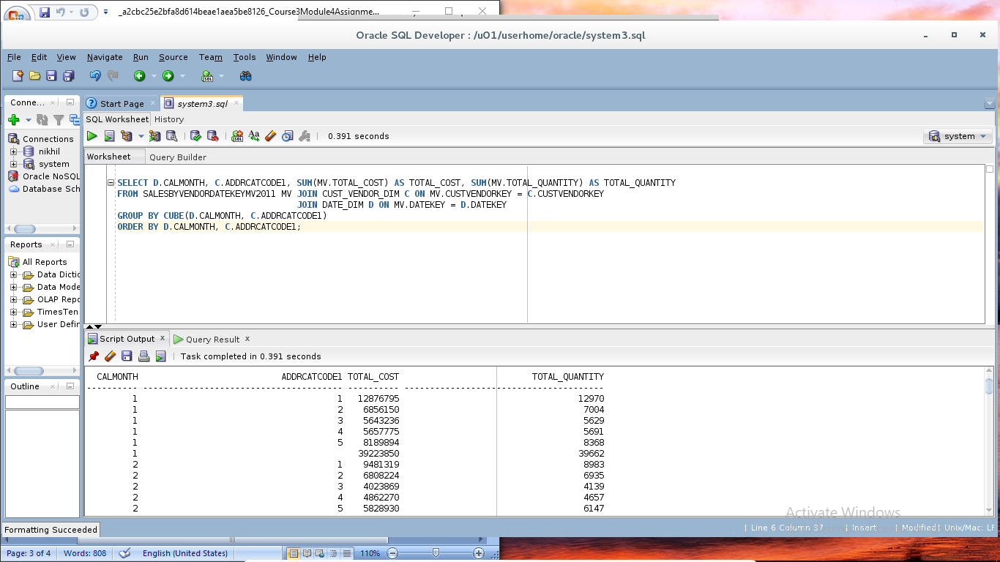 _a2cbc25e2bfa8d614beae1aea5be8126_Course3Module4Assignme...
Oracle SQL Developer : /u01/userhome/oracle/system3.sql
File Edit View Navigate Run Source Team Tools Window Help
Conne...
Start Page
system3.sql
SQL Worksheet History
0.391 seconds
system
Connections
nikhil
system
Oracle NoSQL
Database Sch
Worksheet Query Builder
SELECT D.CALMONTH, C.ADDRCATCODE1, SUM(MV.TOTAL_COST) AS TOTAL_COST, SUM(MV.TOTAL_QUANTITY) AS TOTAL_QUANTITY
FROM SALESBYVENDORDATEKEYMV2011 MV JOIN CUST_VENDOR_DIM C ON MV.CUSTVENDORKEY = C.CUSTVENDORKEY
JOIN DATE_DIM D ON MV.DATEKEY = D.DATEKEY
GROUP BY CUBE(D.CALMONTH, C.ADDRCATCODE1)
ORDER BY D.CALMONTH, C.ADDRCATCODE1;
Reports
All Reports
Data Dictio
Data Mode
OLAP Repo
TimesTen
User Defin
Outline
Script Output x Query Result x
Task completed in 0.391 seconds
CALMONTH ADDRCATCODE1 TOTAL_COST TOTAL_QUANTITY
1 1 12876795 12970
1 2 6856150 7004
1 3 5643236 5629
1 4 5657775 5691
1 5 8189894 8368
1 39223850 39662
2 1 9481319 8983
2 2 6808224 6935
2 3 4023869 4139
2 4 4862270 4657
2 5 5828930 6147
Activate Windows
Formatting Succeeded
Line 6 Column 37 | Insert | Modified | Unix/Mac: LF
Page: 3 of 4 Words: 808 English (United States) 110%